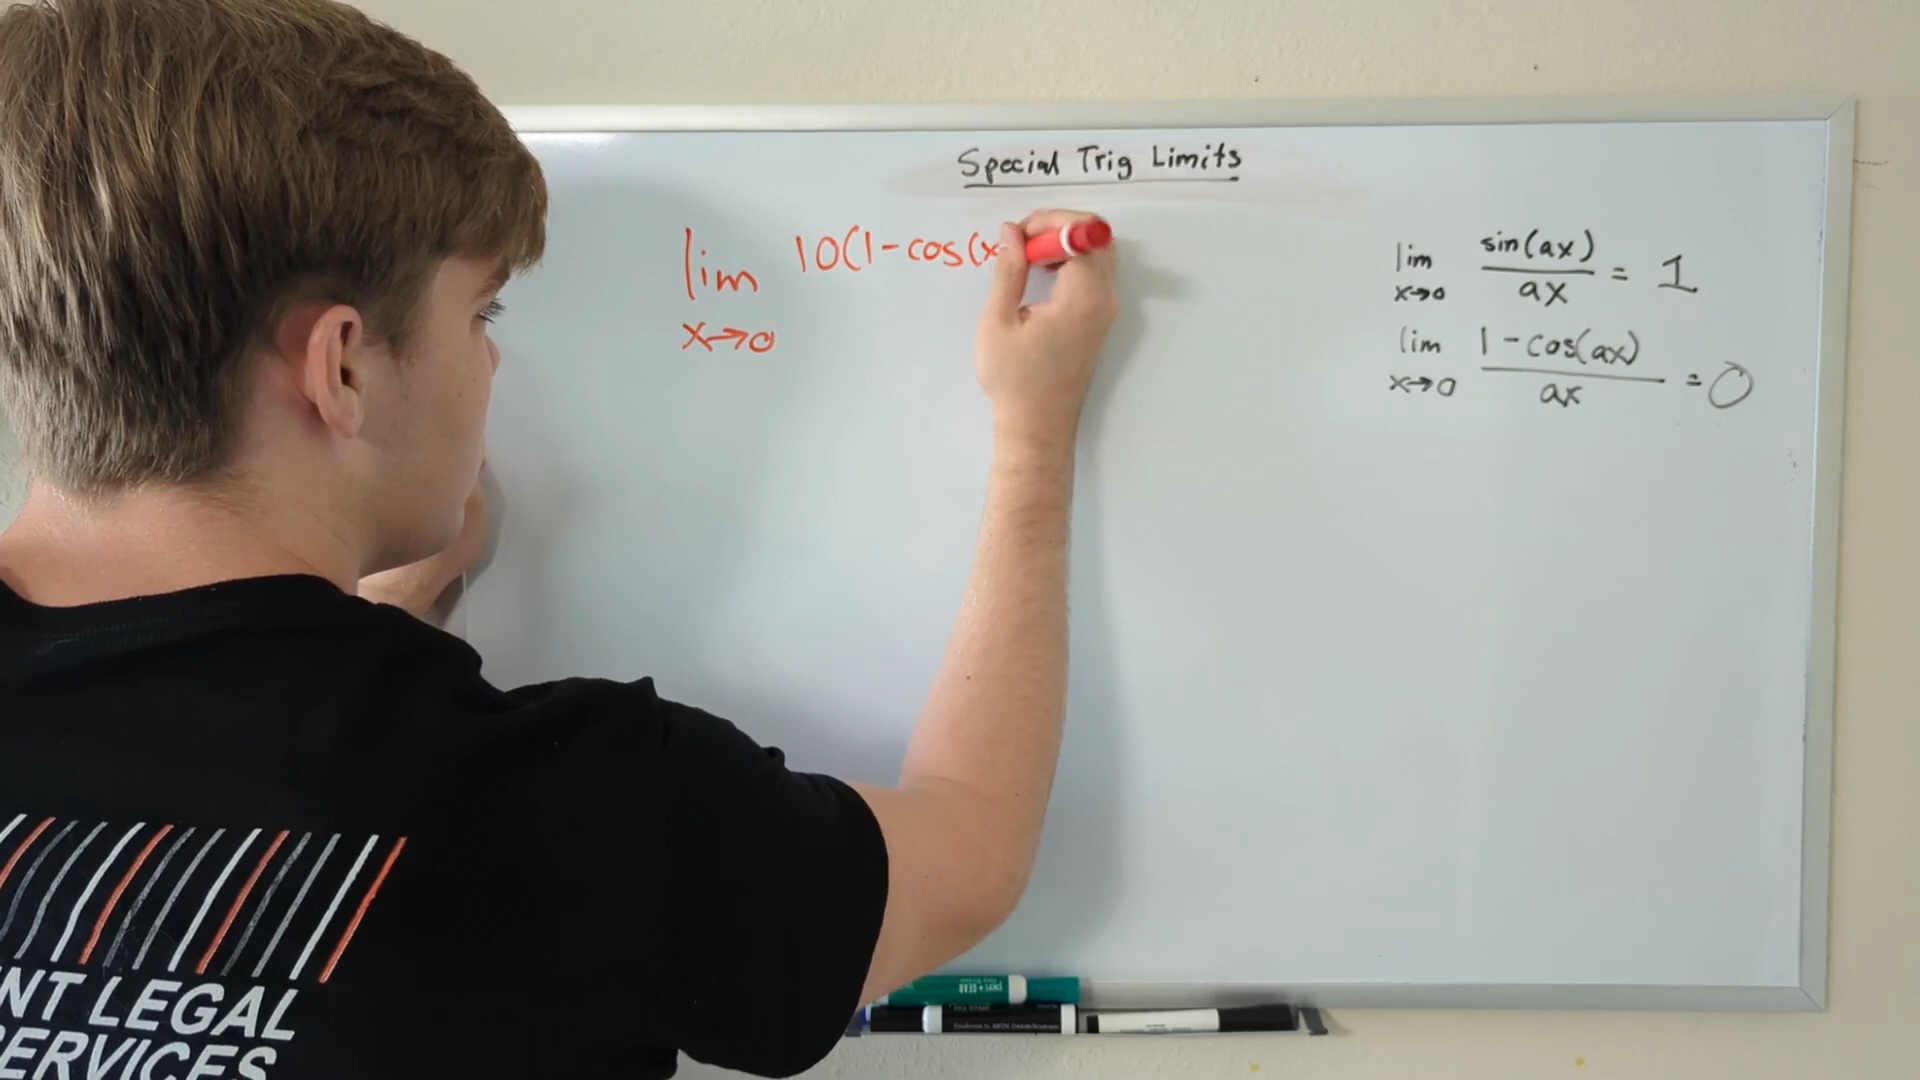 Special Trig Limits
lim 10(1-cos(x
x→0
lim sin(ax)/ax = 1
x→0
lim 1-cos(ax)/ax = 0
x→0
NT LEGAL
ERVICES